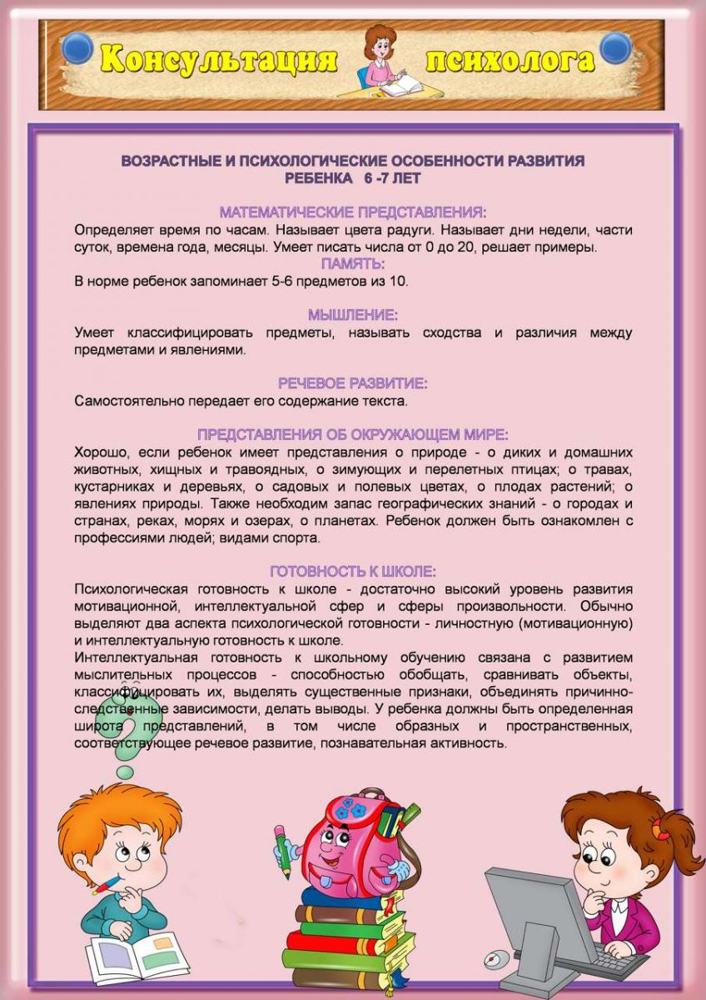 Консультация психолога
ВОЗРАСТНЫЕ И ПСИХОЛОГИЧЕСКИЕ ОСОБЕННОСТИ РАЗВИТИЯ
РЕБЕНКА 6 -7 ЛЕТ
МАТЕМАТИЧЕСКИЕ ПРЕДСТАВЛЕНИЯ:
Определяет время по часам. Называет цвета радуги. Называет дни недели, части
суток, времена года, месяцы. Умеет писать числа от 0 до 20, решает примеры.
ПАМЯТЬ:
В норме ребенок запоминает 5-6 предметов из 10.
МЫШЛЕНИЕ:
Умеет классифицировать предметы, называть сходства и различия между
предметами и явлениями.
РЕЧЕВОЕ РАЗВИТИЕ:
Самостоятельно передает его содержание текста.
ПРЕДСТАВЛЕНИЯ ОБ ОКРУЖАЮЩЕМ МИРЕ:
Хорошо, если ребенок имеет представления о природе - о диких и домашних
животных, хищных и травоядных, о зимующих и перелетных птицах; о травах,
кустарниках и деревьях, о садовых и полевых цветах, о плодах растений; о
явлениях природы. Также необходим запас географических знаний - о городах и
странах, реках, морях и озерах, о планетах. Ребенок должен быть ознакомлен с
профессиями людей; видами спорта.
ГОТОВНОСТЬ К ШКОЛЕ:
Психологическая готовность к школе - достаточно высокий уровень развития
мотивационной, интеллектуальной сфер и сферы произвольности. Обычно
выделяют два аспекта психологической готовности - личностную (мотивационную)
и интеллектуальную готовность к школе.
Интеллектуальная готовность к школьному обучению связана с развитием
мыслительных процессов - способностью обобщать, сравнивать объекты,
классифицировать их, выделять существенные признаки, объединять причинно-
следственные зависимости, делать выводы. У ребенка должны быть определенная
широта представлений, в том числе образных и пространственных,
соответствующее речевое развитие, познавательная активность.